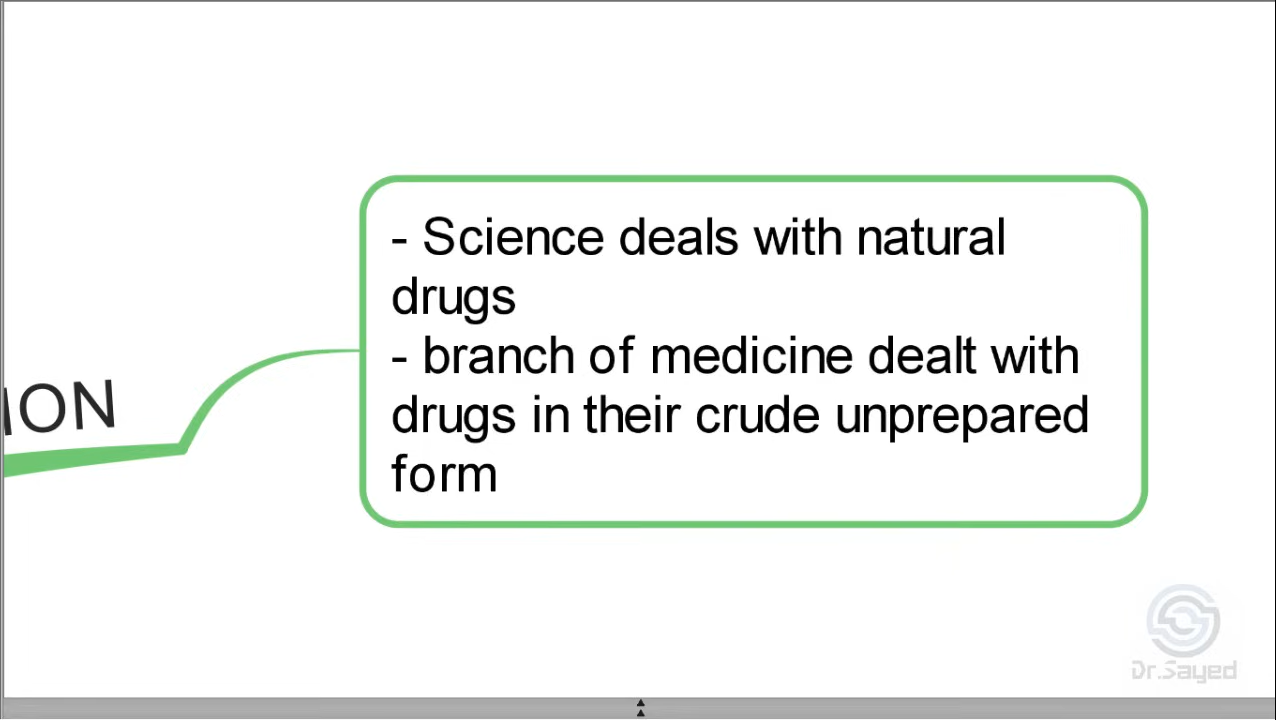 - Science deals with natural
drugs
- branch of medicine dealt with
drugs in their crude unprepared
form
ION
Dr.Sayed